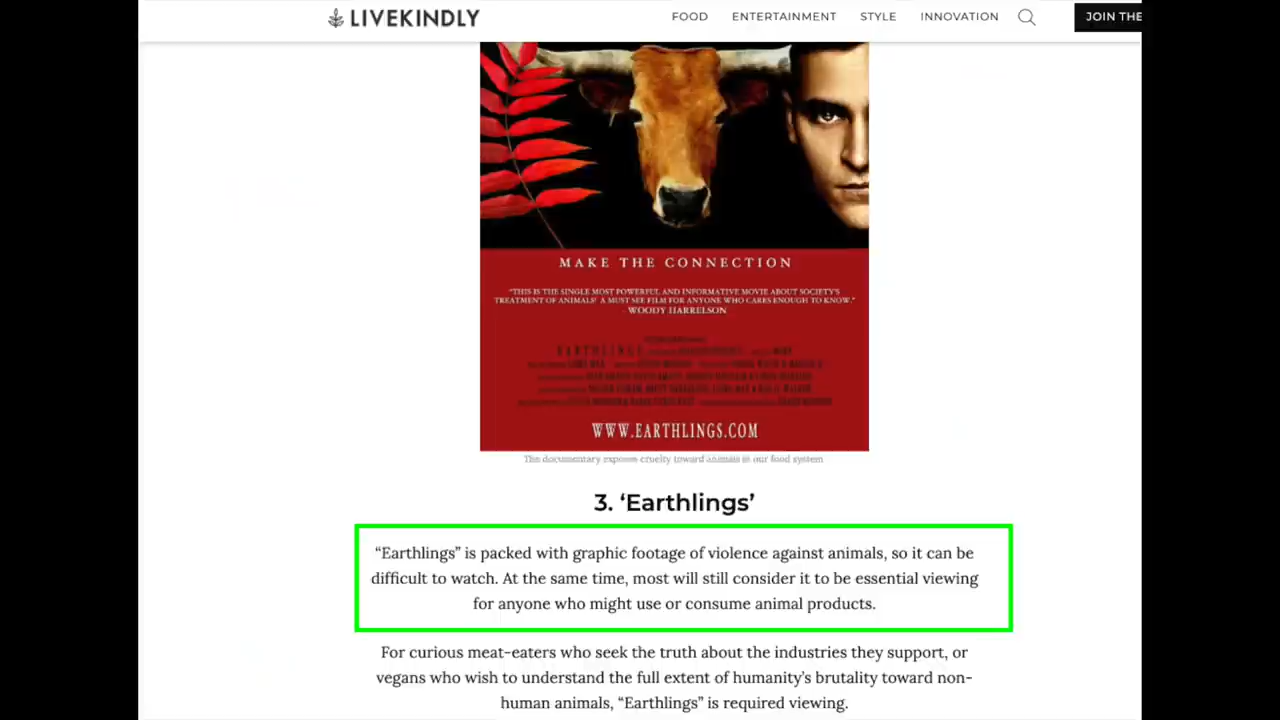 LIVEKINDLY
FOOD ENTERTAINMENT STYLE INNOVATION JOIN THE
MAKE THE CONNECTION
"THIS IS THE SINGLE MOST POWERFUL AND INFORMATIVE MOVIE ABOUT SOCIETY'S
TREATMENT OF ANIMALS! A MUST SEE FILM FOR ANYONE WHO CARES ENOUGH TO KNOW."
- WOODY HARRELSON
EARTHLINGS
WWW.EARTHLINGS.COM
The documentary exposes cruelty toward animals in our food system
3. ‘Earthlings’
“Earthlings” is packed with graphic footage of violence against animals, so it can be
difficult to watch. At the same time, most will still consider it to be essential viewing
for anyone who might use or consume animal products.
For curious meat-eaters who seek the truth about the industries they support, or
vegans who wish to understand the full extent of humanity’s brutality toward non-
human animals, “Earthlings” is required viewing.